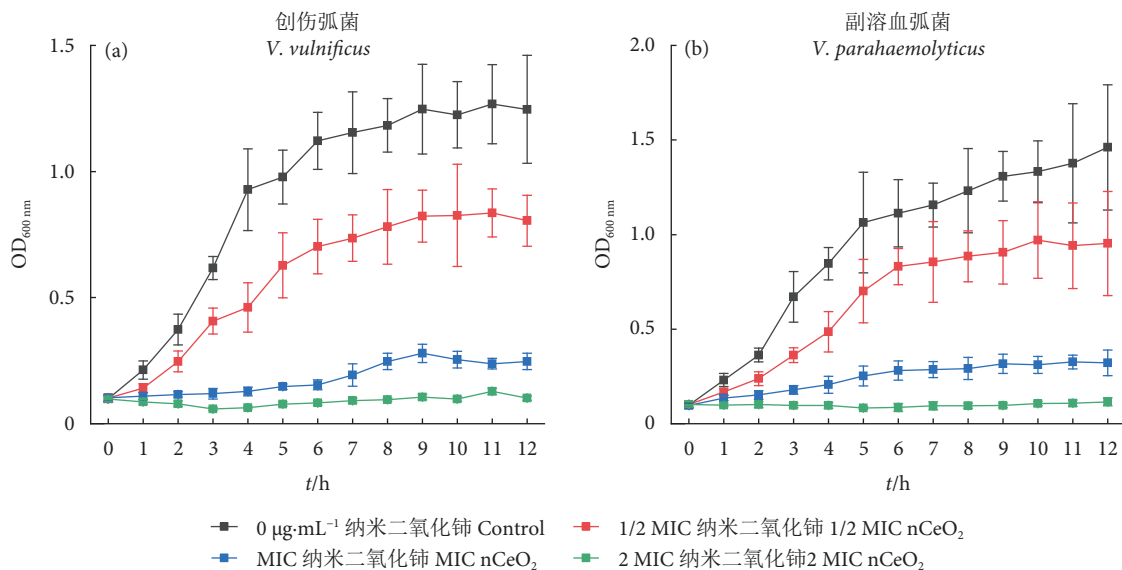 创伤弧菌
V. vulnificus
(a)
1.5
1.0
0.5
0
OD600 nm
0 1 2 3 4 5 6 7 8 9 10 11 12
t/h
副溶血弧菌
V. parahaemolyticus
(b)
2.0
1.5
1.0
0.5
0
OD600 nm
0 1 2 3 4 5 6 7 8 9 10 11 12
t/h
0 μg·mL⁻¹ 纳米二氧化铈 Control
1/2 MIC 纳米二氧化铈 1/2 MIC nCeO₂
MIC 纳米二氧化铈 MIC nCeO₂
2 MIC 纳米二氧化铈2 MIC nCeO₂